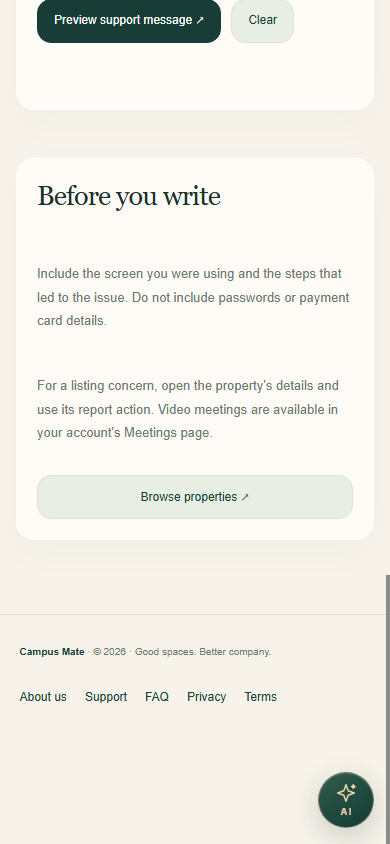 Preview support message ↗ Clear
Before you write
Include the screen you were using and the steps that
led to the issue. Do not include passwords or payment
card details.
For a listing concern, open the property's details and
use its report action. Video meetings are available in
your account's Meetings page.
Browse properties ↗
Campus Mate · © 2026 · Good spaces. Better company.
About us Support FAQ Privacy Terms
AI